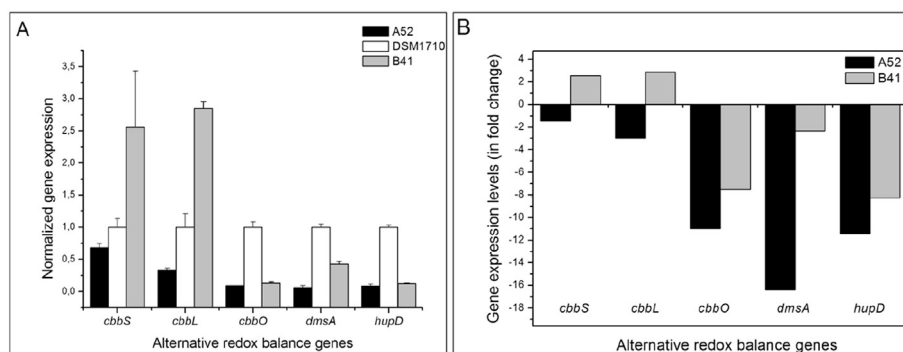 A
A52
DSM1710
B41
Normalized gene expression
3,5
3,0
2,5
2,0
1,5
1,0
0,5
0,0
cbbS cbbL cbbO dmsA hupD
Alternative redox balance genes
B
A52
B41
Gene expression levels (in fold change)
4
2
0
-2
-4
-6
-8
-10
-12
-14
-16
-18
cbbS cbbL cbbO dmsA hupD
Alternative redox balance genes